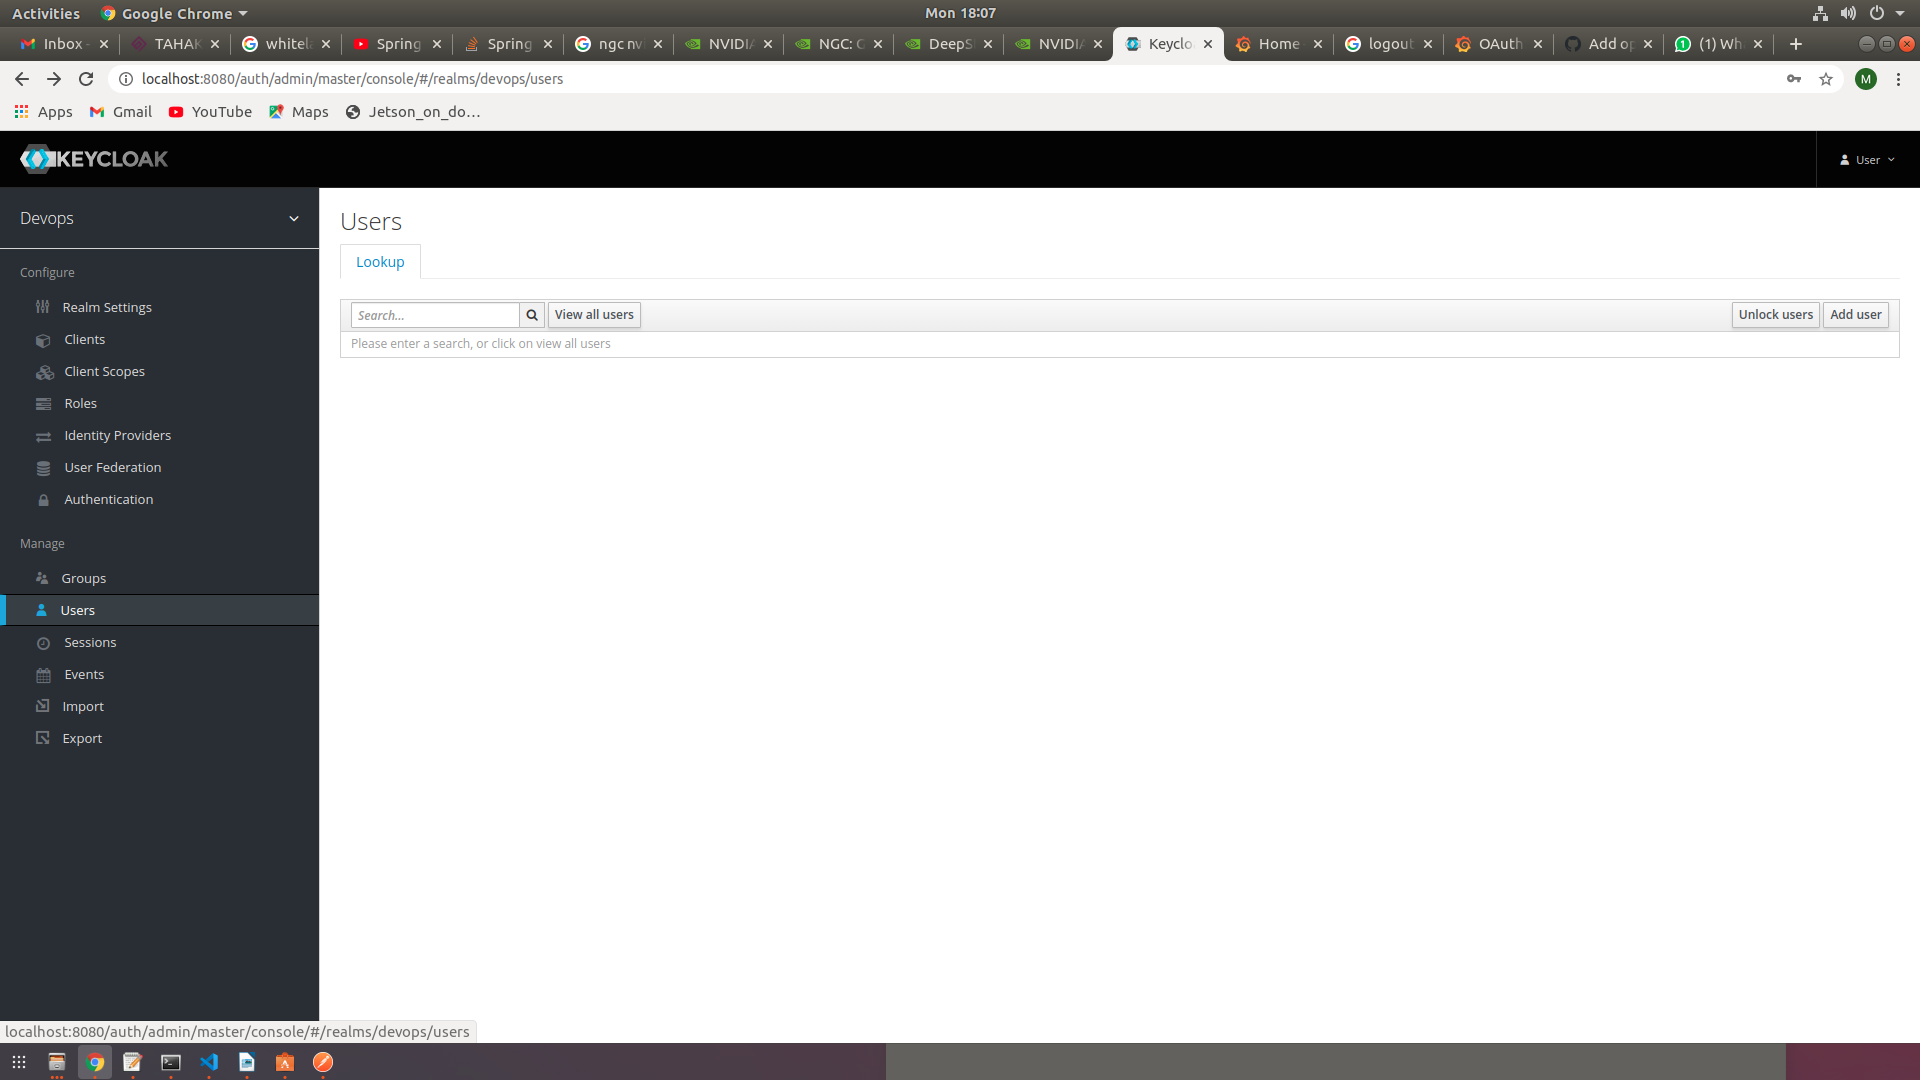 Activities Google Chrome Mon 18:07
Inbox - TAHAK whitela Spring Spring ngc nvi NVIDIA NGC: C DeepS NVIDIA Keyclo Home logout OAuth Add op (1) Wh
localhost:8080/auth/admin/master/console/#/realms/devops/users M
Apps Gmail YouTube Maps Jetson_on_do...
KEYCLOAK User
Devops
Users
Lookup
Configure
Search... View all users Unlock users Add user
Please enter a search, or click on view all users
Realm Settings
Clients
Client Scopes
Roles
Identity Providers
User Federation
Authentication
Manage
Groups
Users
Sessions
Events
Import
Export
localhost:8080/auth/admin/master/console/#/realms/devops/users